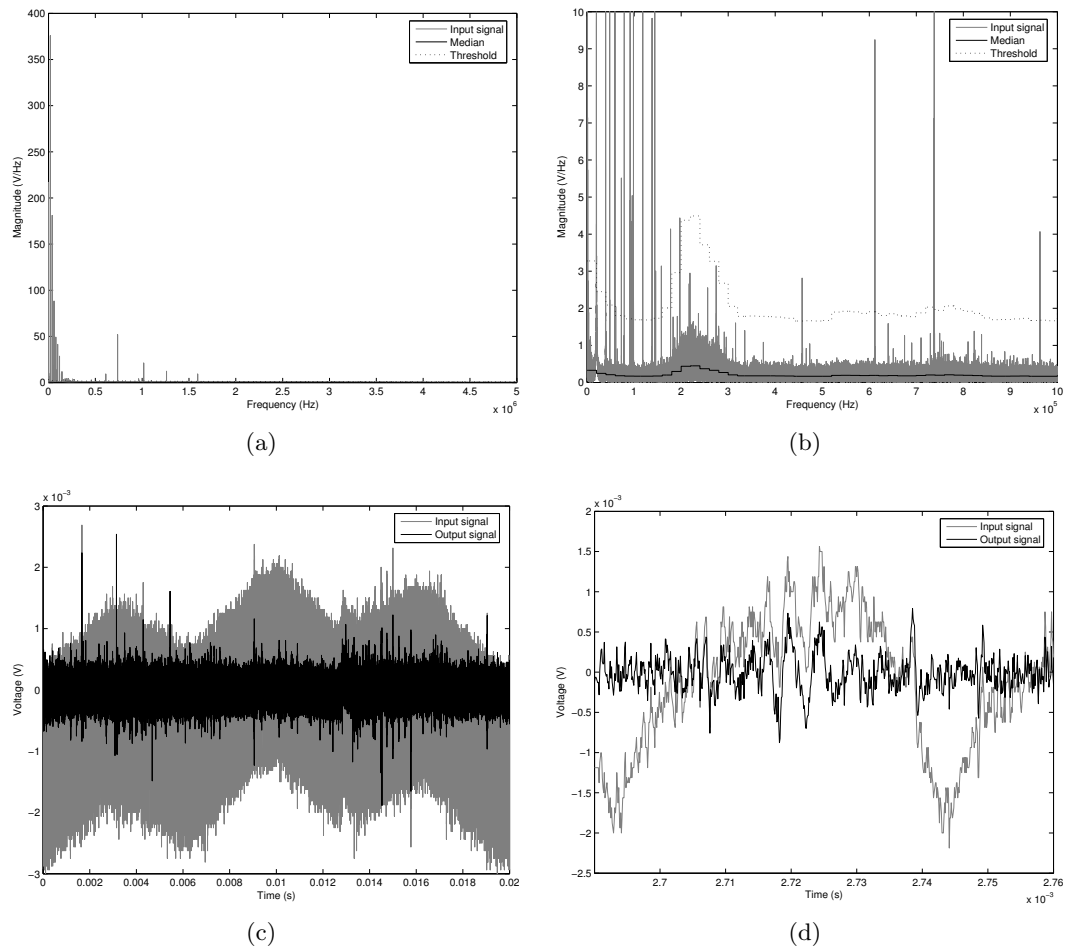 400
350
300
250
200
150
100
50
0
Magnitude (V/Hz)
0 0.5 1 1.5 2 2.5 3 3.5 4 4.5 5
Frequency (Hz)
x 10^6
Input signal
Median
Threshold
(a)
10
9
8
7
6
5
4
3
2
1
0
Magnitude (V/Hz)
0 1 2 3 4 5 6 7 8 9 10
Frequency (Hz)
x 10^5
Input signal
Median
Threshold
(b)
x 10^−3
3
2
1
0
−1
−2
−3
Voltage (V)
0 0.002 0.004 0.006 0.008 0.01 0.012 0.014 0.016 0.018 0.02
Time (s)
Input signal
Output signal
(c)
x 10^−3
2
1.5
1
0.5
0
−0.5
−1
−1.5
−2
−2.5
Voltage (V)
2.7 2.71 2.72 2.73 2.74 2.75 2.76
Time (s)
x 10^−3
Input signal
Output signal
(d)